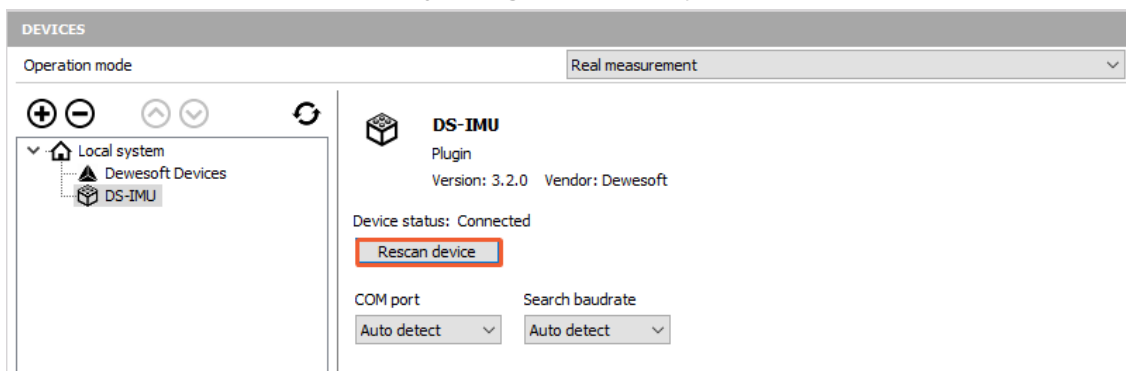 DEVICES
Operation mode
Real measurement
Local system
Dewesoft Devices
DS-IMU
DS-IMU
Plugin
Version: 3.2.0 Vendor: Dewesoft
Device status: Connected
Rescan device
COM port Search baudrate
Auto detect Auto detect